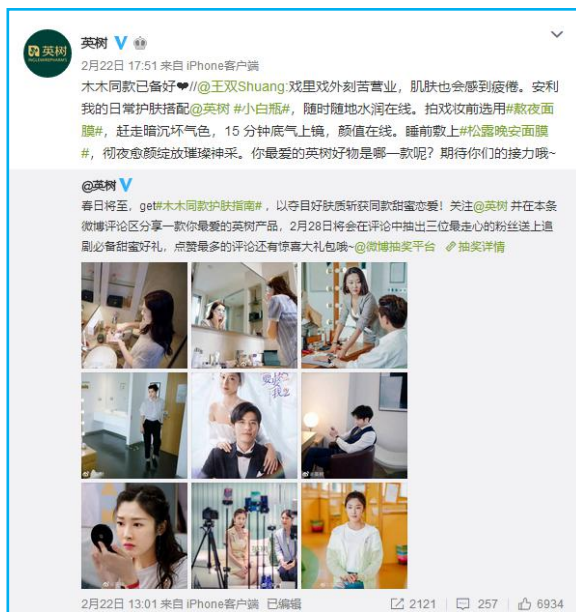 英树
英树
2月22日 17:51 来自 iPhone客户端
木木同款已备好❤//@王双Shuang:戏里戏外刻苦营业，肌肤也会感到疲倦。安利
我的日常护肤搭配@英树 #小白瓶#，随时随地水润在线。拍戏妆前选用#熬夜面
膜#，赶走暗沉坏气色，15 分钟底气上镜，颜值在线。睡前敷上#松露晚安面膜
#，彻夜愈颜绽放璀璨神采。你最爱的英树好物是哪一款呢？期待你们的接力哦~
@英树
春日将至，get#木木同款护肤指南#，以夺目好肤质斩获同款甜蜜恋爱！关注@英树 并在本条
微博评论区分享一款你最爱的英树产品，2月28日将会在评论中抽出三位最走心的粉丝送上追
剧必备甜蜜好礼，点赞最多的评论还有惊喜大礼包哦~@微博抽奖平台 抽奖详情
2月22日 13:01 来自 iPhone客户端 已编辑
2121 257 6934